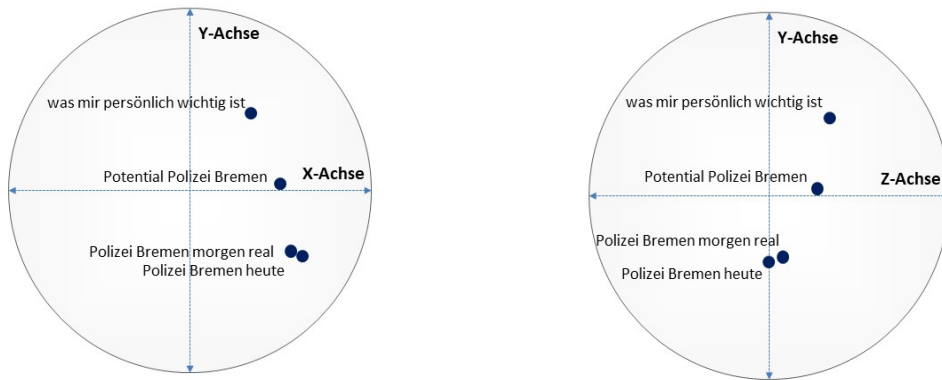 Y-Achse
was mir persönlich wichtig ist
Potential Polizei Bremen
X-Achse
Polizei Bremen morgen real
Polizei Bremen heute
Y-Achse
was mir persönlich wichtig ist
Potential Polizei Bremen
Z-Achse
Polizei Bremen morgen real
Polizei Bremen heute